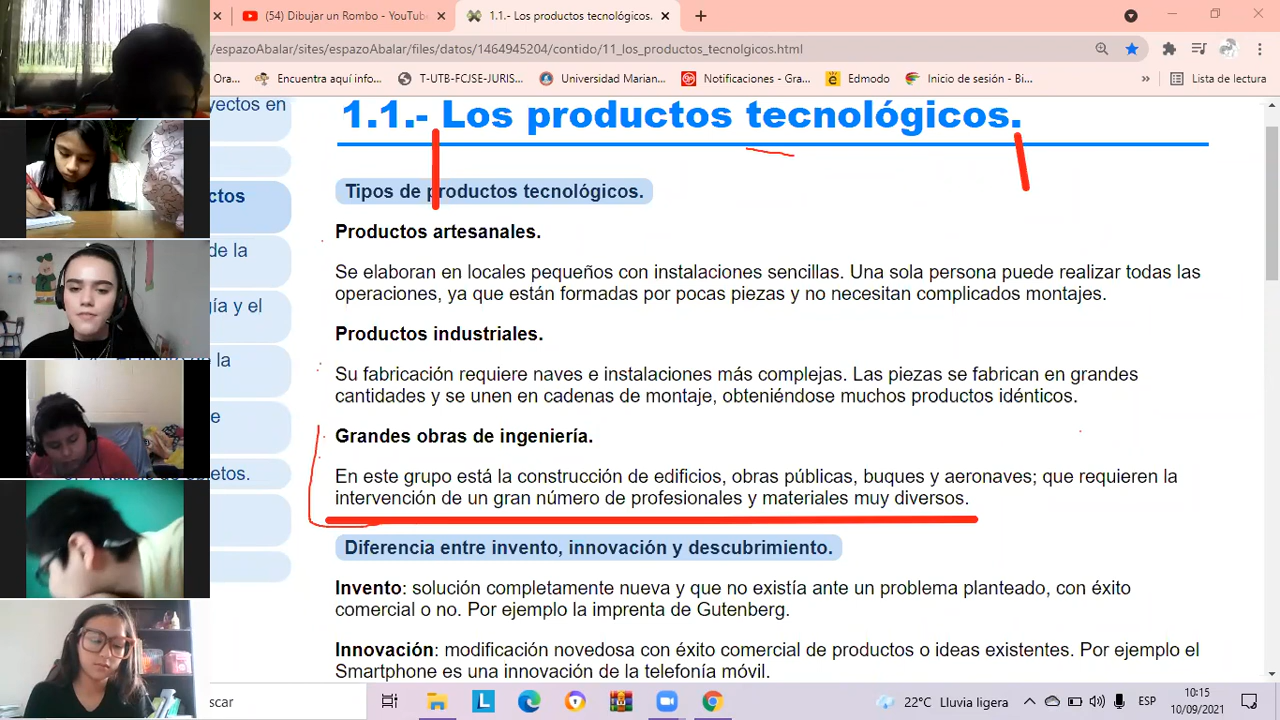 (54) Dibujar un Rombo - YouTub
1.1.- Los productos tecnológicos.
/espazoAbalar/sites/espazoAbalar/files/datos/1464945204/contido/11_los_productos_tecnolgicos.html
Ora...
Encuentra aquí info...
T-UTB-FCJSE-JURIS...
Universidad Marian...
Notificaciones - Gra...
Edmodo
Inicio de sesión - Bi...
»
Lista de lectura
yectos en
ctos
de la
gía y el
de la
e
objetos.
1.1.- Los productos tecnológicos.
Tipos de productos tecnológicos.
Productos artesanales.
Se elaboran en locales pequeños con instalaciones sencillas. Una sola persona puede realizar todas las
operaciones, ya que están formadas por pocas piezas y no necesitan complicados montajes.
Productos industriales.
Su fabricación requiere naves e instalaciones más complejas. Las piezas se fabrican en grandes
cantidades y se unen en cadenas de montaje, obteniéndose muchos productos idénticos.
Grandes obras de ingeniería.
En este grupo está la construcción de edificios, obras públicas, buques y aeronaves; que requieren la
intervención de un gran número de profesionales y materiales muy diversos.
Diferencia entre invento, innovación y descubrimiento.
Invento: solución completamente nueva y que no existía ante un problema planteado, con éxito
comercial o no. Por ejemplo la imprenta de Gutenberg.
Innovación: modificación novedosa con éxito comercial de productos o ideas existentes. Por ejemplo el
Smartphone es una innovación de la telefonía móvil.
scar
L
22°C Lluvia ligera
ESP
10:15
10/09/2021